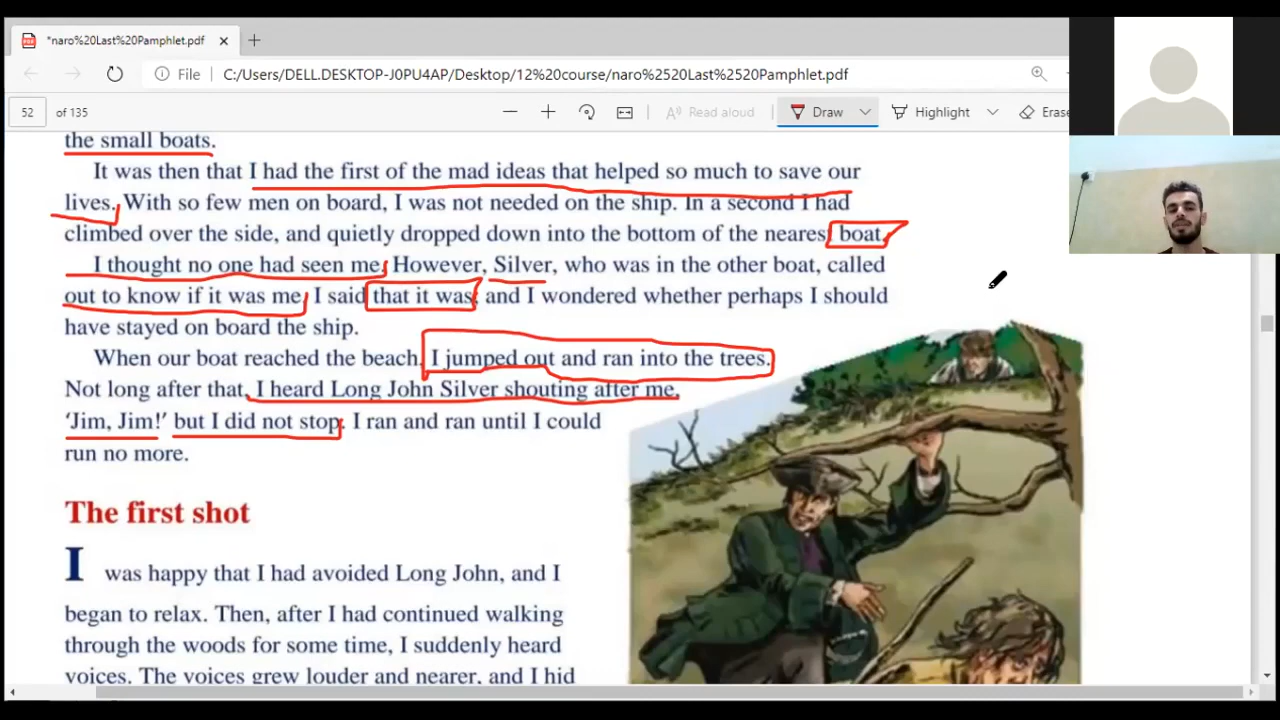 *naro%20Last%20Pamphlet.pdf
File C:/Users/DELL.DESKTOP-J0PU4AP/Desktop/12%20course/naro%2520Last%2520Pamphlet.pdf
52 of 135 Read aloud Draw Highlight Erase
the small boats.
It was then that I had the first of the mad ideas that helped so much to save our
lives. With so few men on board, I was not needed on the ship. In a second I had
climbed over the side, and quietly dropped down into the bottom of the neares boat.
I thought no one had seen me. However, Silver, who was in the other boat, called
out to know if it was me. I said that it was, and I wondered whether perhaps I should
have stayed on board the ship.
When our boat reached the beach, I jumped out and ran into the trees.
Not long after that, I heard Long John Silver shouting after me,
‘Jim, Jim!’ but I did not stop. I ran and ran until I could
run no more.
The first shot
I was happy that I had avoided Long John, and I
began to relax. Then, after I had continued walking
through the woods for some time, I suddenly heard
voices. The voices grew louder and nearer, and I hid